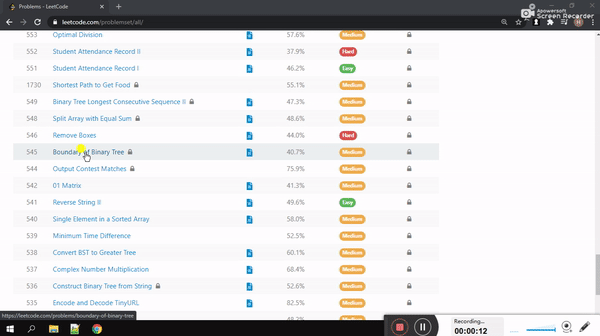 Problems - LeetCode
leetcode.com/problemset/all/
Apowersoft
Screen Recorder
553 Optimal Division 57.6% Medium
552 Student Attendance Record II 37.9% Hard
551 Student Attendance Record I 46.2% Easy
1730 Shortest Path to Get Food 55.1% Medium
549 Binary Tree Longest Consecutive Sequence II 47.3% Medium
548 Split Array with Equal Sum 48.6% Medium
546 Remove Boxes 44.0% Hard
545 Boundary of Binary Tree 40.7% Medium
544 Output Contest Matches 75.9% Medium
542 01 Matrix 41.3% Medium
541 Reverse String II 49.6% Easy
540 Single Element in a Sorted Array 58.0% Medium
539 Minimum Time Difference 52.5% Medium
538 Convert BST to Greater Tree 60.1% Medium
537 Complex Number Multiplication 68.4% Medium
536 Construct Binary Tree from String 52.6% Medium
535 Encode and Decode TinyURL 82.5% Medium
https://leetcode.com/problems/boundary-of-binary-tree
Recording...
00:00:12